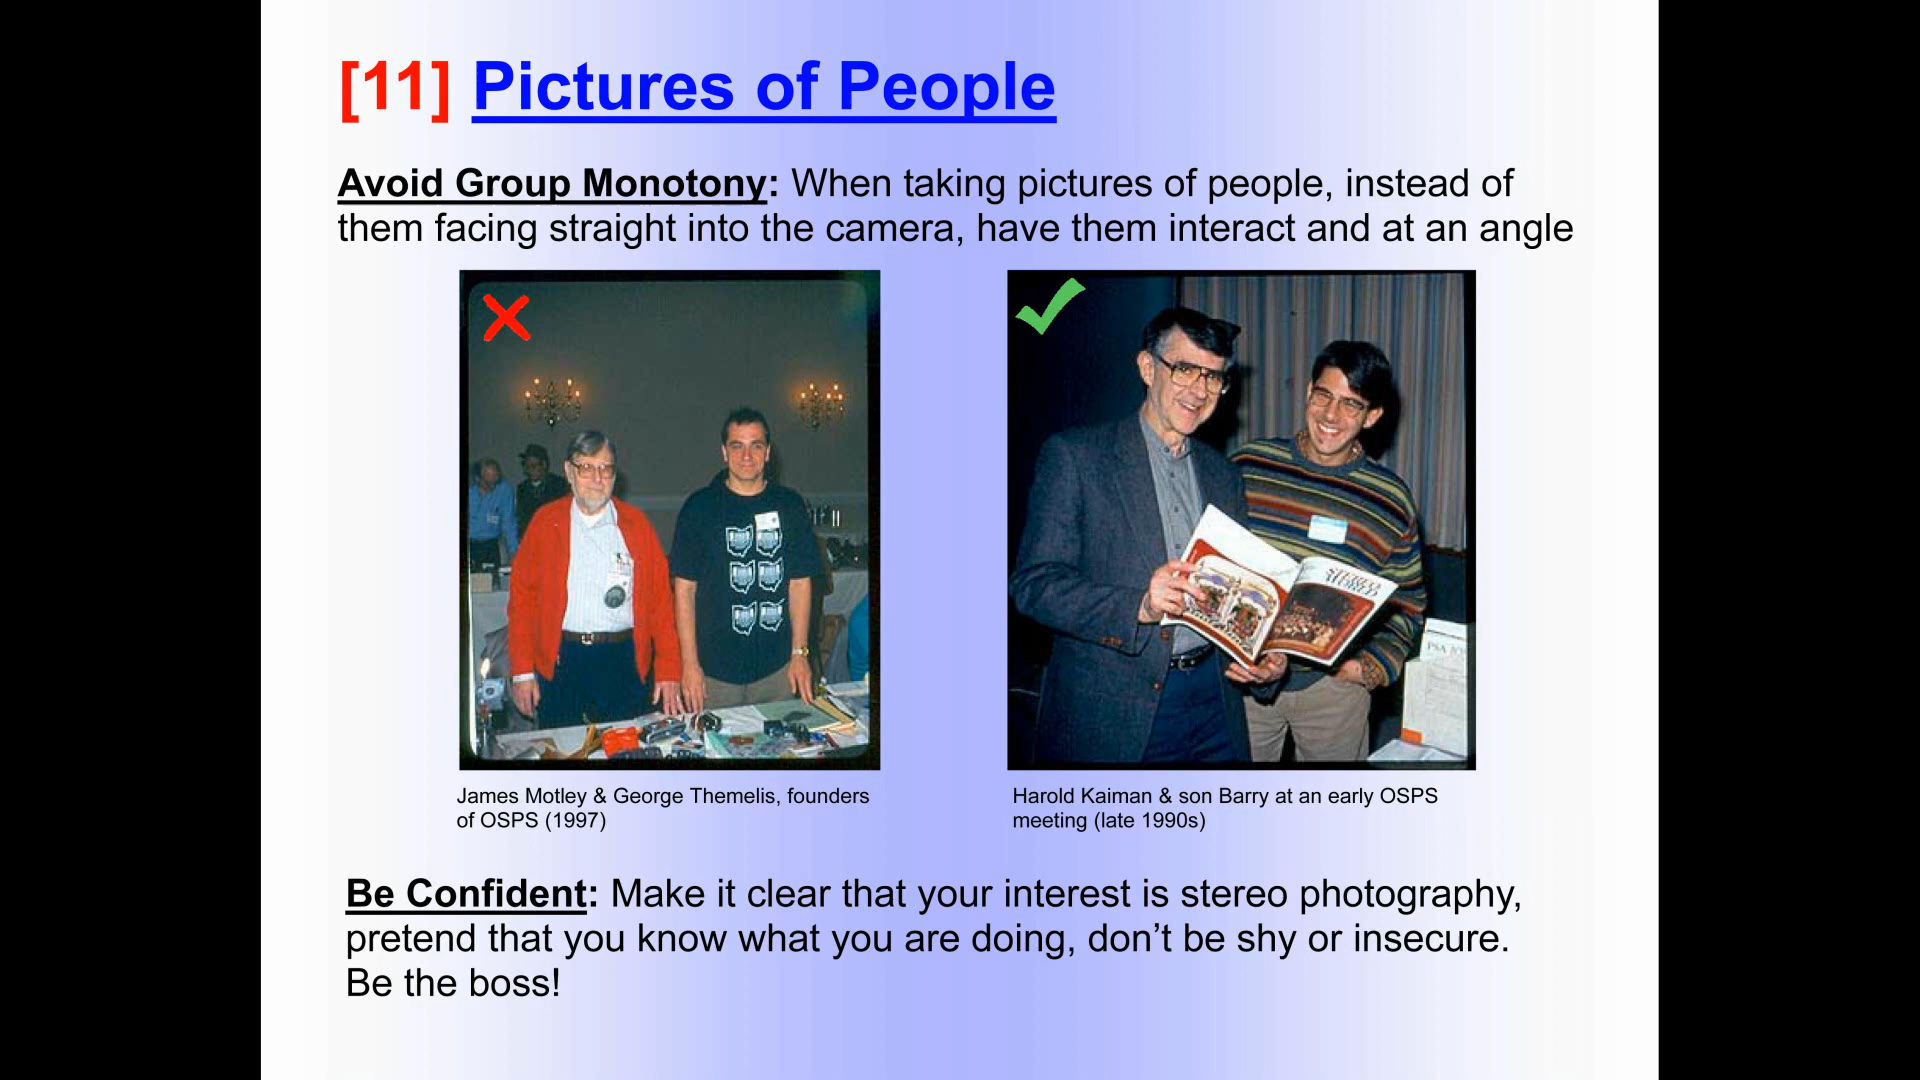 [11] Pictures of People
Avoid Group Monotony: When taking pictures of people, instead of
them facing straight into the camera, have them interact and at an angle
STEREO
WORLD
PSA
James Motley & George Themelis, founders
of OSPS (1997)
Harold Kaiman & son Barry at an early OSPS
meeting (late 1990s)
Be Confident: Make it clear that your interest is stereo photography,
pretend that you know what you are doing, don’t be shy or insecure.
Be the boss!